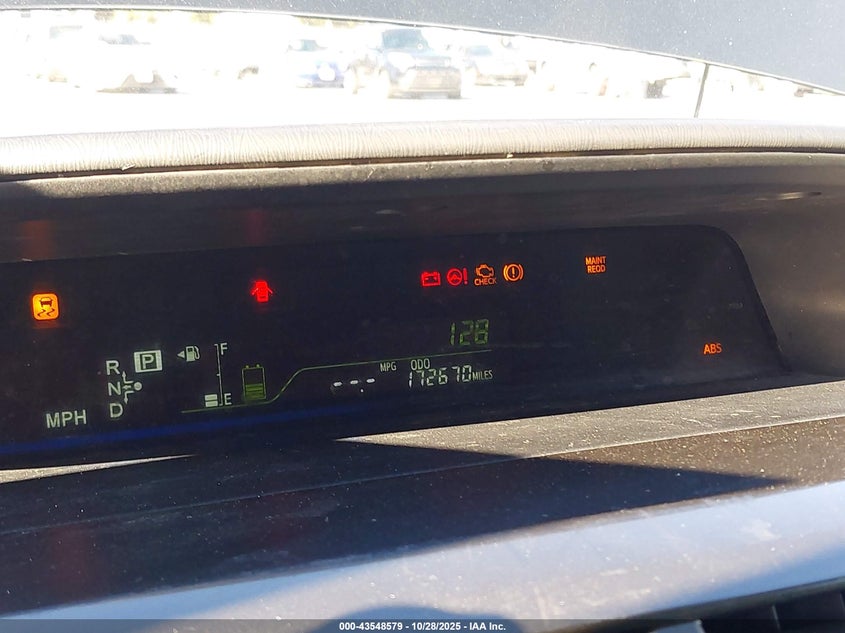 CHECK
MAINT
REQD
128
ABS
R
P
F
N
MPG
ODO
172670 MILES
E
D
MPH
000-43548579 - 10/28/2025 - IAA Inc.